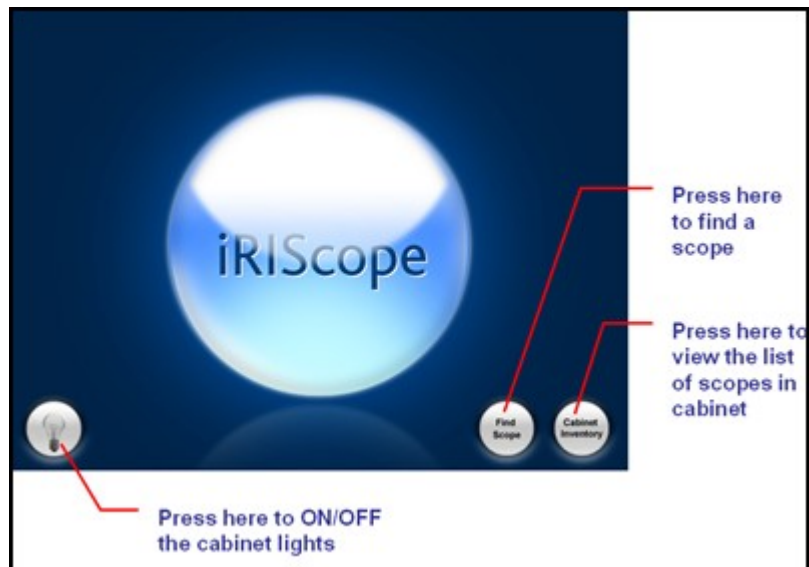 iRIScope
Press here
to find a
scope
Press here to
view the list
of scopes in
cabinet
Find
Scope
Cabinet
Inventory
Press here to ON/OFF
the cabinet lights